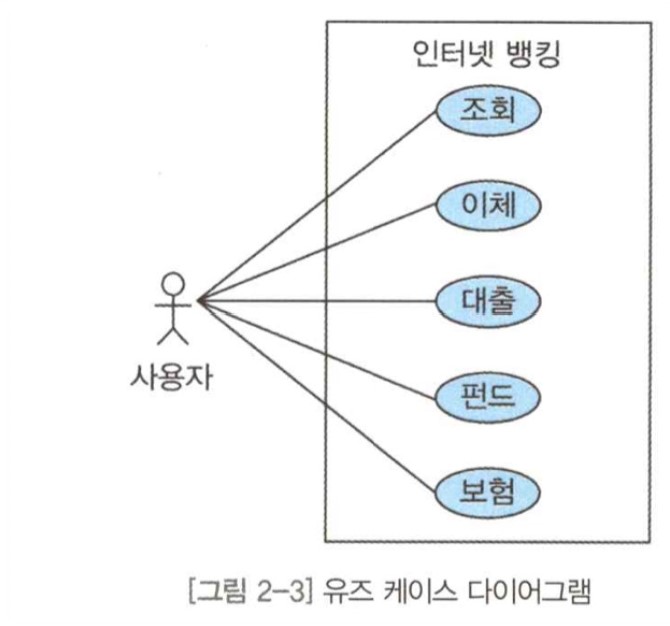 인터넷 뱅킹
조회
이체
대출
펀드
보험
사용자
[그림 2-3] 유즈 케이스 다이어그램